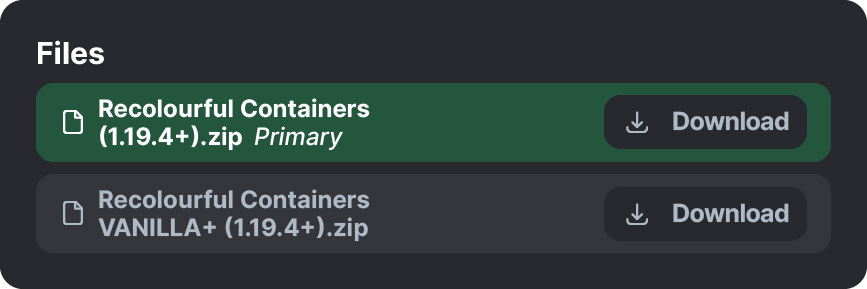 Files
Recolourful Containers
(1.19.4+).zip Primary
Download
Recolourful Containers
VANILLA+ (1.19.4+).zip
Download